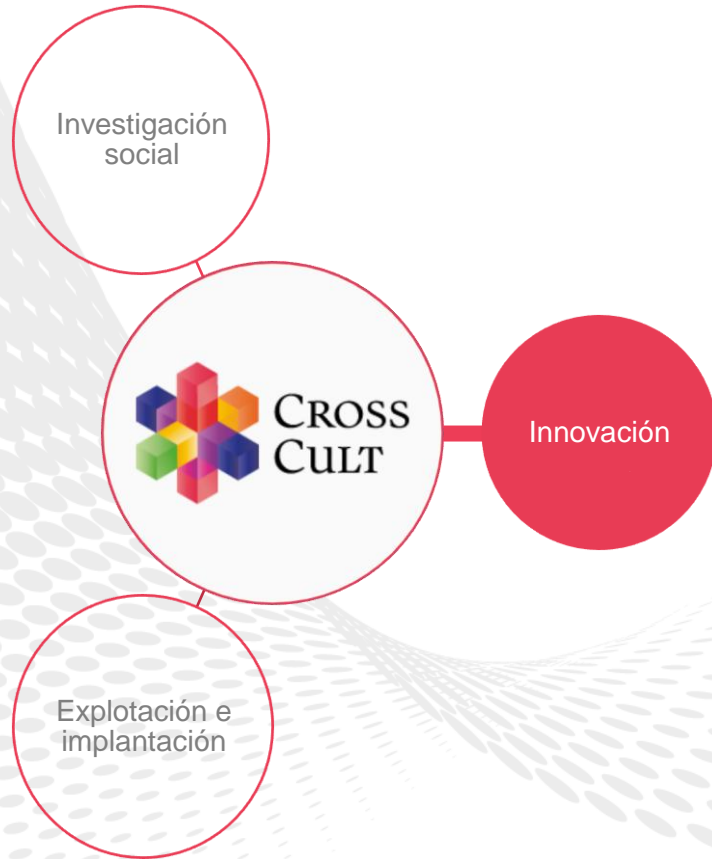 Investigación
social
CROSS
CULT
Innovación
Explotación e
implantación